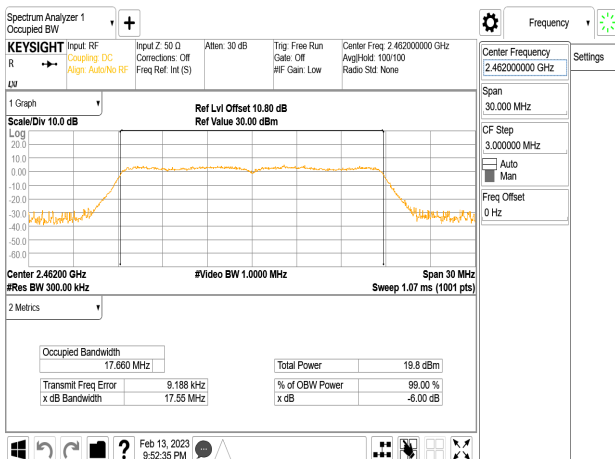 Spectrum Analyzer 1
Occupied BW
Frequency
KEYSIGHT
R
LXI
Input: RF
Coupling: DC
Align: Auto/No RF
Input Z: 50 Ω
Corrections: Off
Freq Ref: Int (S)
Atten: 30 dB
Trig: Free Run
Gate: Off
#IF Gain: Low
Center Freq: 2.462000000 GHz
Avg|Hold: 100/100
Radio Std: None
Center Frequency
2.462000000 GHz
Settings
Span
30.000 MHz
CF Step
3.000000 MHz
Auto
Man
Freq Offset
0 Hz
1 Graph
Scale/Div 10.0 dB
Ref Lvl Offset 10.80 dB
Ref Value 30.00 dBm
Log
20.0
10.0
0.00
-10.0
-20.0
-30.0
-40.0
-50.0
-60.0
Center 2.46200 GHz
#Video BW 1.0000 MHz
Span 30 MHz
#Res BW 300.00 kHz
Sweep 1.07 ms (1001 pts)
2 Metrics
Occupied Bandwidth
17.660 MHz
Total Power 19.8 dBm
Transmit Freq Error 9.188 kHz
% of OBW Power 99.00 %
x dB Bandwidth 17.55 MHz
x dB -6.00 dB
?
Feb 13, 2023
9:52:35 PM